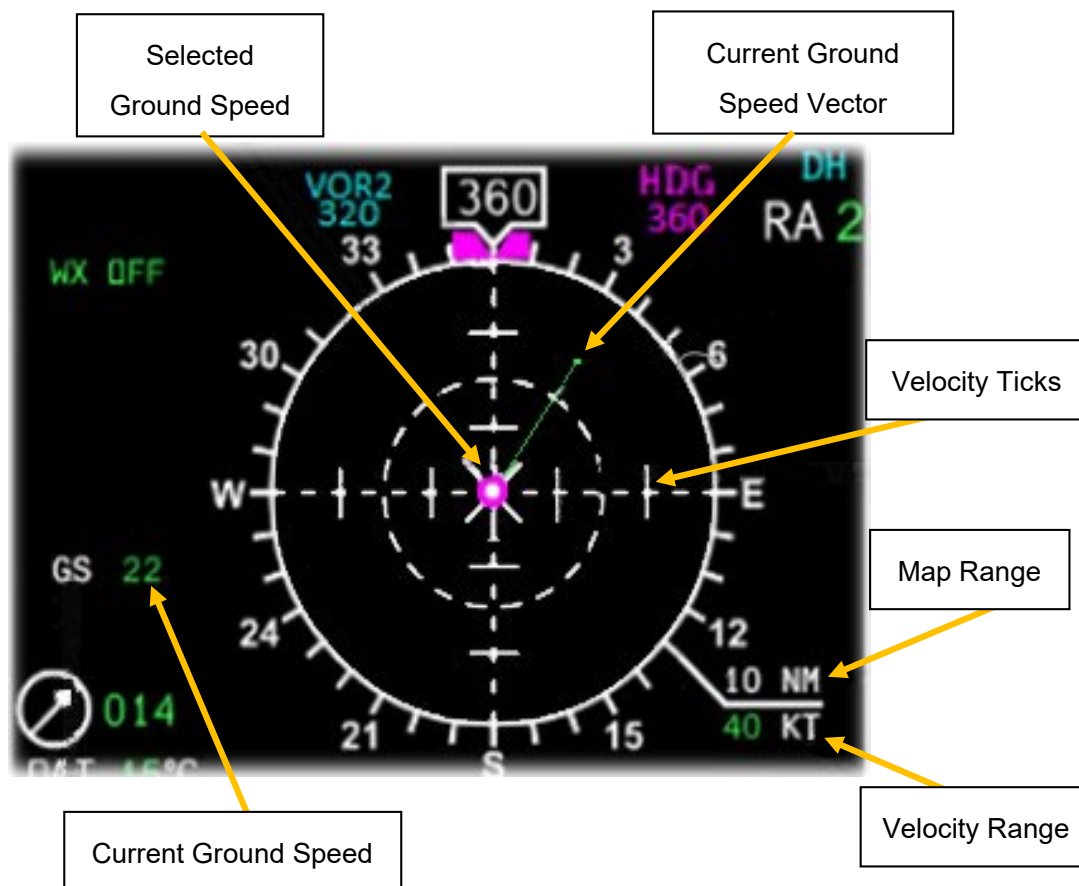 Selected
Ground Speed
Current Ground
Speed Vector
VOR2
320
360
HDG
360
DH
RA 2
WX OFF
33
3
30
6
Velocity Ticks
W
E
GS 22
Map Range
24
12
10 NM
014
21
15
40 KT
S
Current Ground Speed
Velocity Range